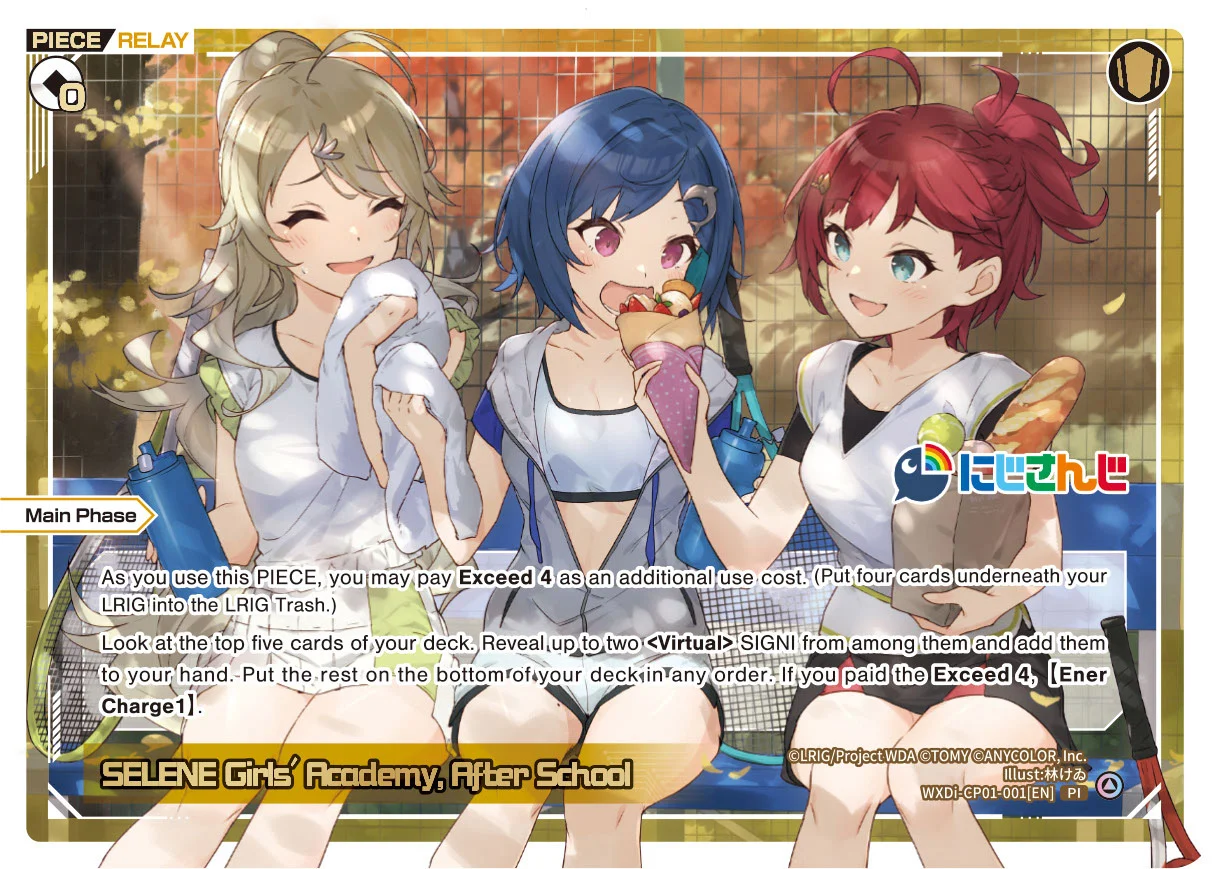 PIECE RELAY
0
にじさんじ
Main Phase
As you use this PIECE, you may pay Exceed 4 as an additional use cost. (Put four cards underneath your
LRIG into the LRIG Trash.)
Look at the top five cards of your deck. Reveal up to two <Virtual> SIGNI from among them and add them
to your hand. Put the rest on the bottom of your deck in any order. If you paid the Exceed 4, 【Ener
Charge1】.
SELENE Girls' Academy, After School
©LRIG/Project WDA ©TOMY ©ANYCOLOR, Inc.
Illust:林けゐ
WXDi-CP01-001[EN] PI